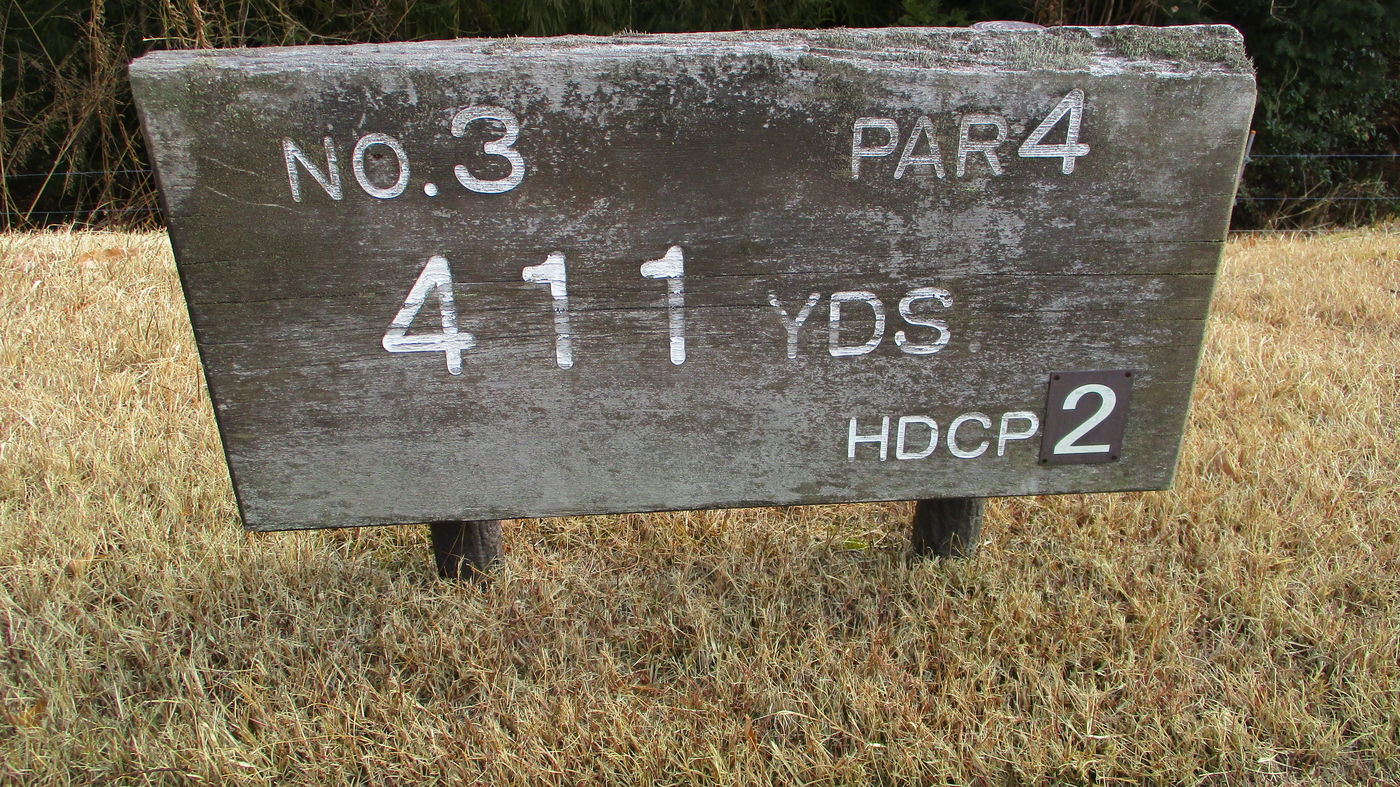 NO.3 PAR4
411 YDS
HDCP 2